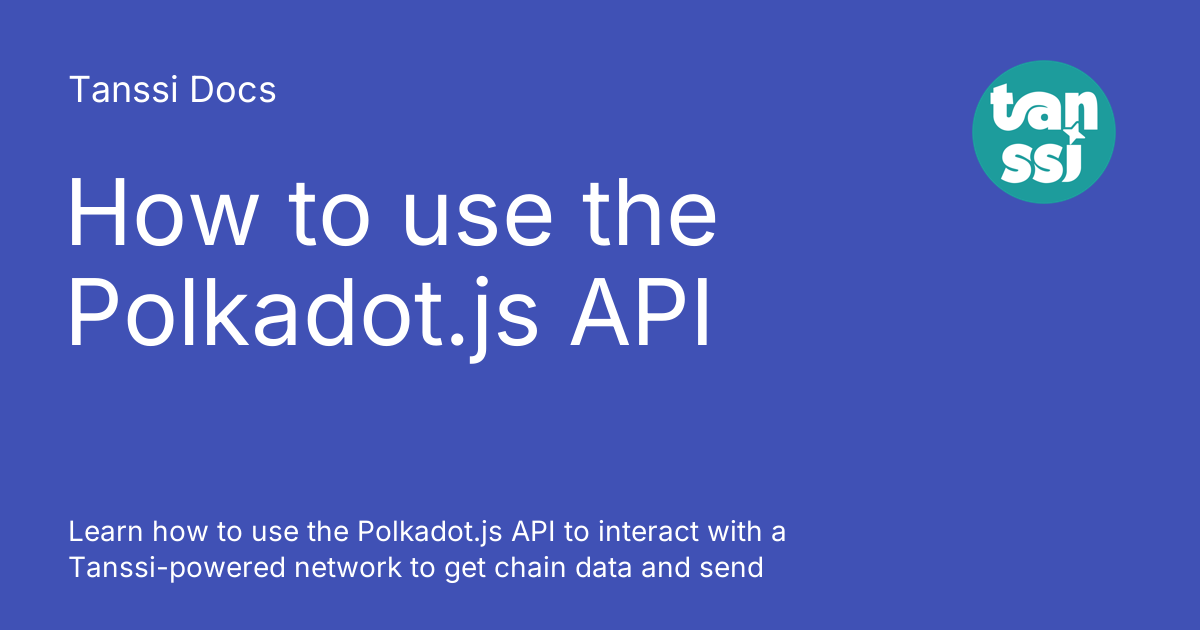 Tanssi Docs
tan
ssi
How to use the
Polkadot.js API
Learn how to use the Polkadot.js API to interact with a
Tanssi-powered network to get chain data and send